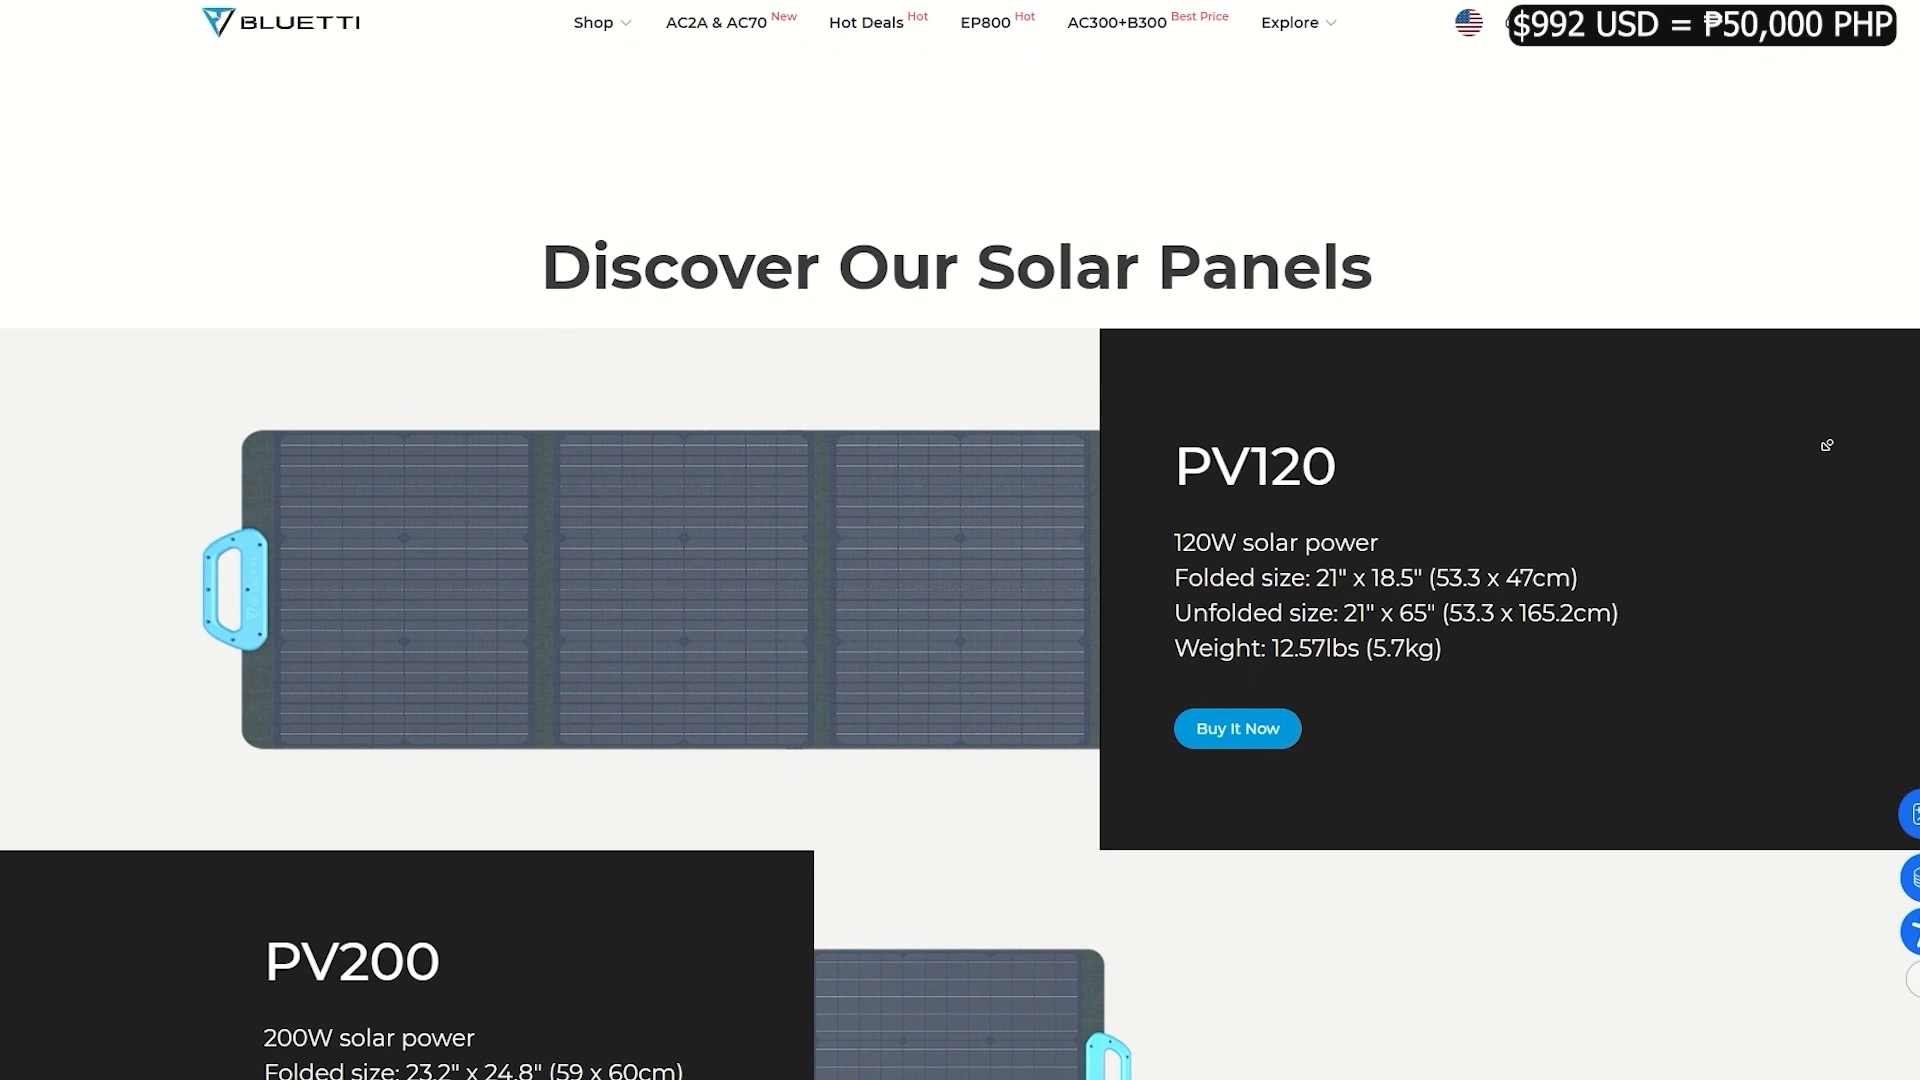 BLUETTI
Shop
AC2A & AC70 New
Hot Deals Hot
EP800 Hot
AC300+B300 Best Price
Explore
$992 USD = ₱50,000 PHP
Discover Our Solar Panels
PV120
120W solar power
Folded size: 21" x 18.5" (53.3 x 47cm)
Unfolded size: 21" x 65" (53.3 x 165.2cm)
Weight: 12.57lbs (5.7kg)
Buy It Now
PV200
200W solar power
Folded size: 23.2" x 24.8" (59 x 60cm)